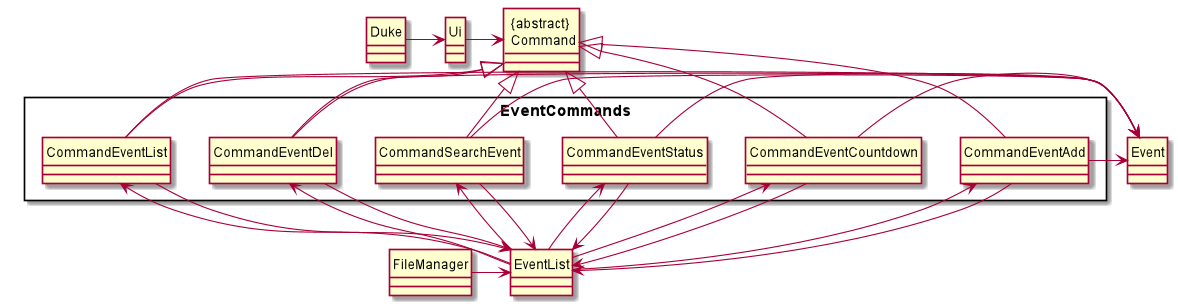 Duke
Ui
{abstract}
Command
EventCommands
CommandEventList
CommandEventDel
CommandSearchEvent
CommandEventStatus
CommandEventCountdown
CommandEventAdd
Event
FileManager
EventList